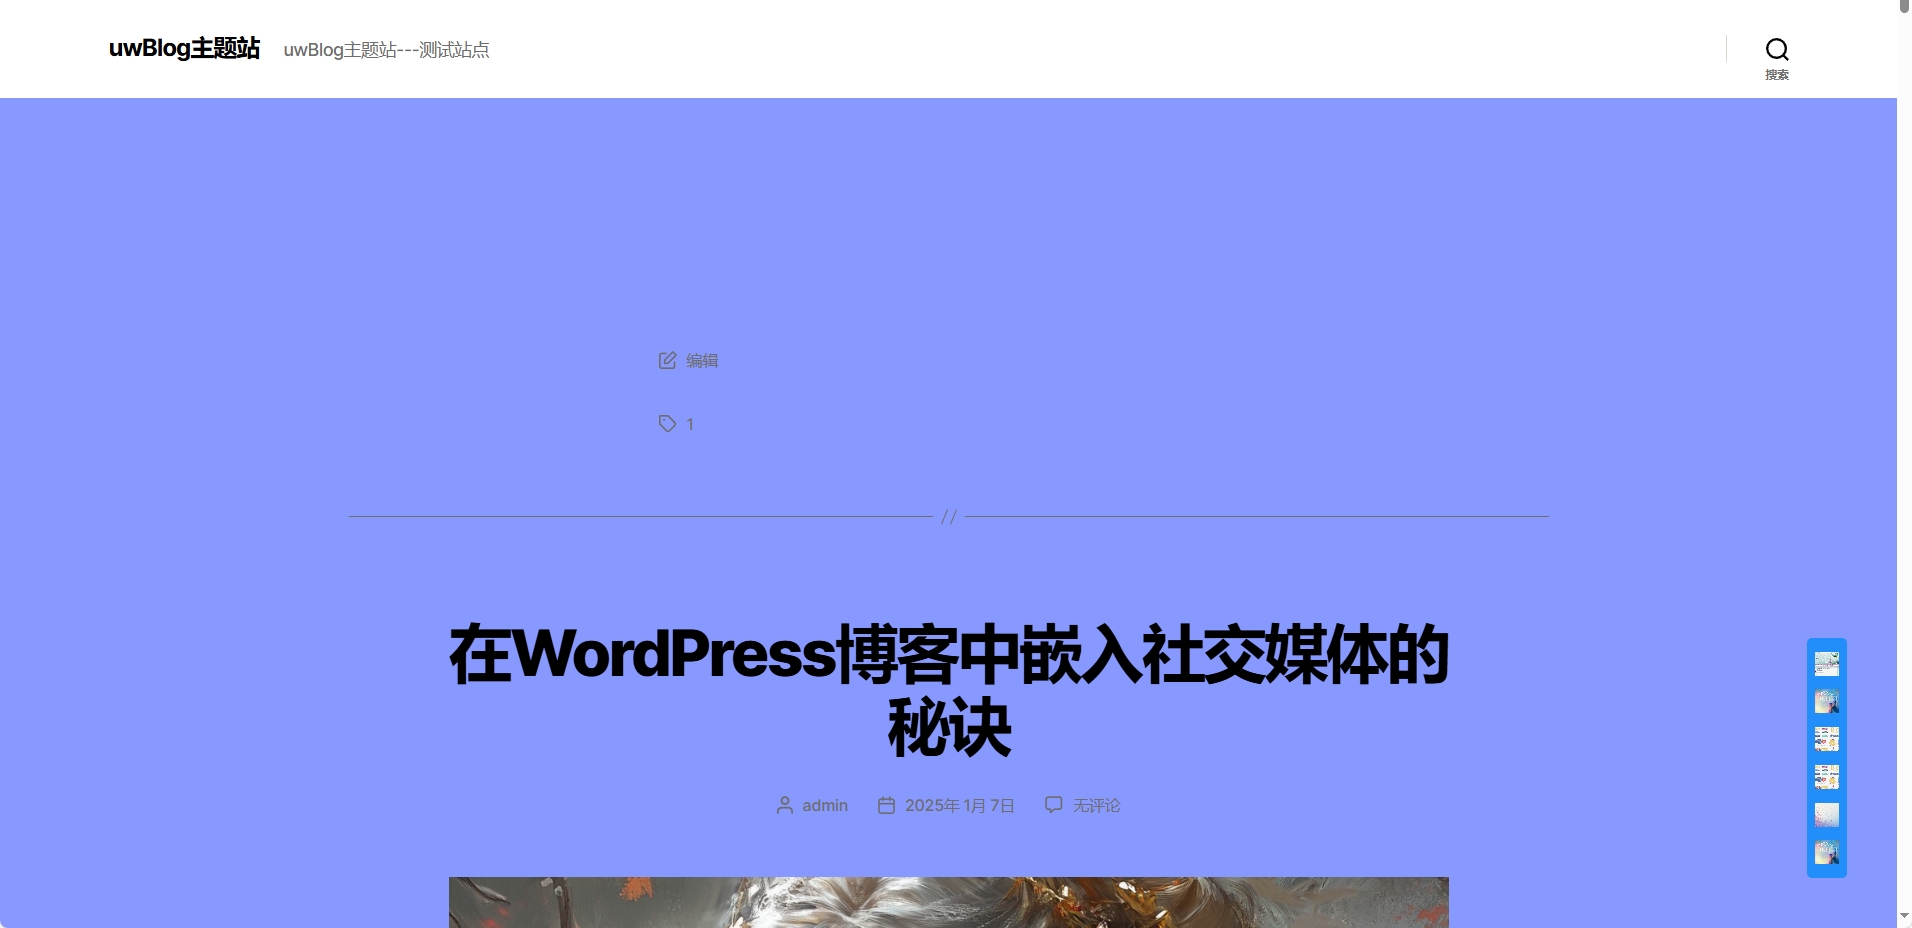 uwBlog主题站 uwBlog主题站---测试站点
搜索
编辑
1
//
在WordPress博客中嵌入社交媒体的
秘诀
admin 2025年 1月 7日 无评论